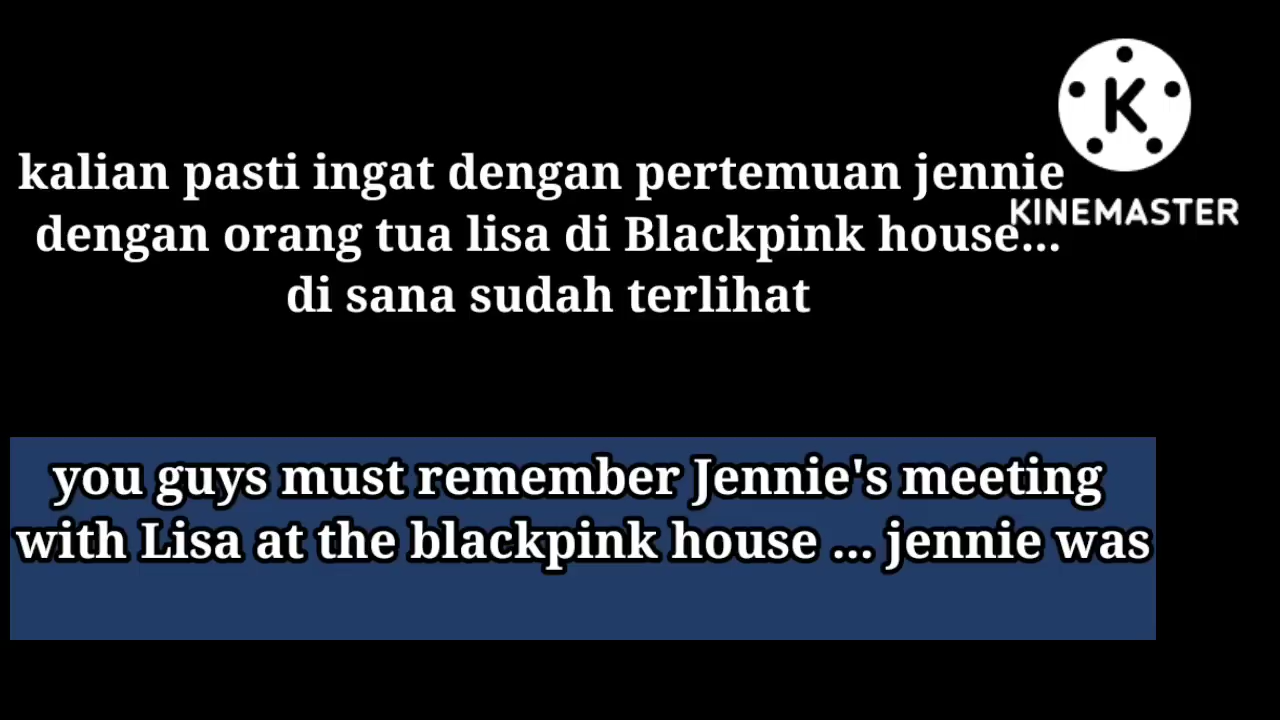 kalian pasti ingat dengan pertemuan jennie
dengan orang tua lisa di Blackpink house...
di sana sudah terlihat
K
KINEMASTER
you guys must remember Jennie's meeting
with Lisa at the blackpink house ... jennie was